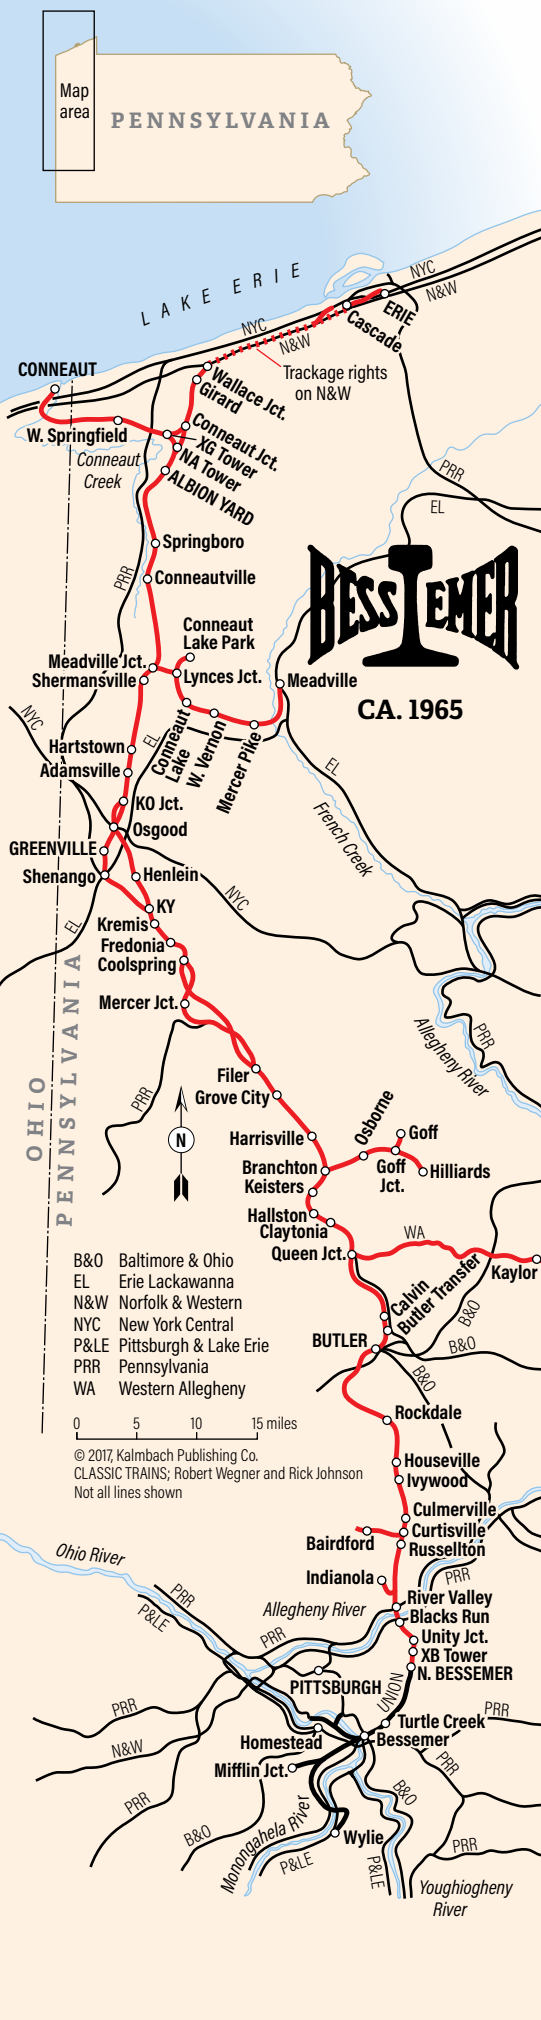 Map
area
PENNSYLVANIA
LAKE ERIE
NYC
N&W
ERIE
Cascade
NYC
N&W
Trackage rights
on N&W
CONNEAUT
Wallace Jct.
Girard
W. Springfield
Conneaut Jct.
XG Tower
NA Tower
ALBION YARD
Conneaut
Creek
PRR
EL
Springboro
PRR
Conneautville
BESSEMER
CA. 1965
Conneaut
Lake Park
Meadville Jct.
Lynces Jct.
Shermansville
Meadville
NYC
EL
Conneaut
Lake
W. Vernon
Mercer Pike
Hartstown
Adamsville
EL
French Creek
KO Jct.
Osgood
GREENVILLE
Shenango
Henlein
NYC
KY
EL
Kremis
Fredonia
Coolspring
Mercer Jct.
PRR
Allegheny River
OHIO
PENNSYLVANIA
PRR
Filer
Grove City
N
Harrisville
Osborne
Goff
Branchton
Goff
Jct.
Hilliards
Keisters
Hallston
Claytonia
Queen Jct.
WA
Kaylor
B&O Baltimore & Ohio
EL Erie Lackawanna
N&W Norfolk & Western
NYC New York Central
P&LE Pittsburgh & Lake Erie
PRR Pennsylvania
WA Western Allegheny
Calvin
Butler Transfer
B&O
BUTLER
B&O
B&O
0 5 10 15 miles
Rockdale
© 2017, Kalmbach Publishing Co.
CLASSIC TRAINS; Robert Wegner and Rick Johnson
Not all lines shown
Houseville
Ivywood
Culmerville
Curtisville
Bairdford
Russellton
Ohio River
Indianola
PRR
PRR
P&LE
River Valley
Allegheny River
Blacks Run
PRR
Unity Jct.
XB Tower
N. BESSEMER
PITTSBURGH
UNION
PRR
Turtle Creek
PRR
Homestead
Bessemer
N&W
Mifflin Jct.
PRR
B&O
PRR
B&O
Monongahela River
Wylie
PRR
P&LE
P&LE
Youghiogheny
River